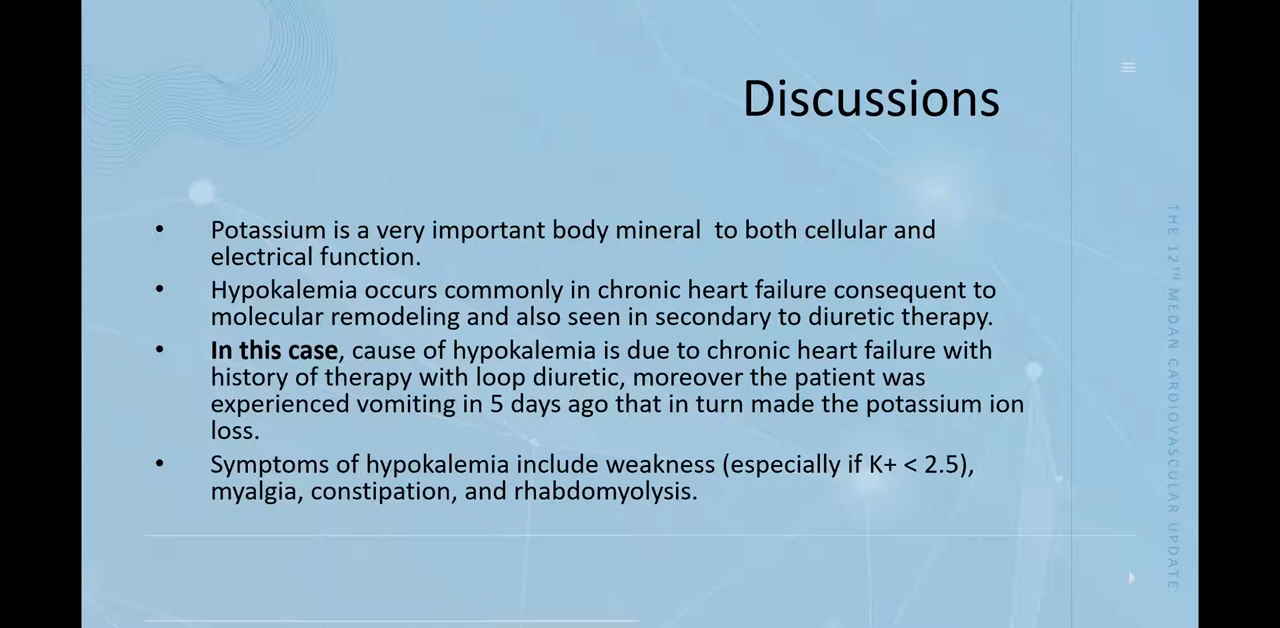 Discussions
• Potassium is a very important body mineral  to both cellular and
electrical function.
• Hypokalemia occurs commonly in chronic heart failure consequent to
molecular remodeling and also seen in secondary to diuretic therapy.
• In this case, cause of hypokalemia is due to chronic heart failure with
history of therapy with loop diuretic, moreover the patient was
experienced vomiting in 5 days ago that in turn made the potassium ion
loss.
• Symptoms of hypokalemia include weakness (especially if K+ < 2.5),
myalgia, constipation, and rhabdomyolysis.
THE 12TH MEDAN CARDIOVASCULAR UPDATE